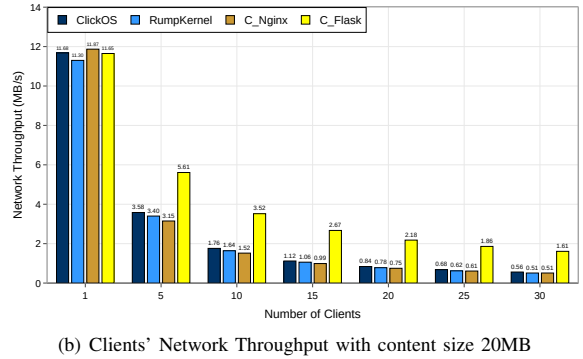 14
12
10
8
6
4
2
0
Network Throughput (MB/s)
ClickOS RumpKernel C_Nginx C_Flask
11.68 11.30 11.87 11.65
3.58 3.40 3.15 5.61
1.76 1.64 1.52 3.52
1.12 1.06 0.99 2.67
0.84 0.78 0.75 2.18
0.68 0.62 0.61 1.86
0.56 0.51 0.51 1.61
1 5 10 15 20 25 30
Number of Clients
(b) Clients' Network Throughput with content size 20MB